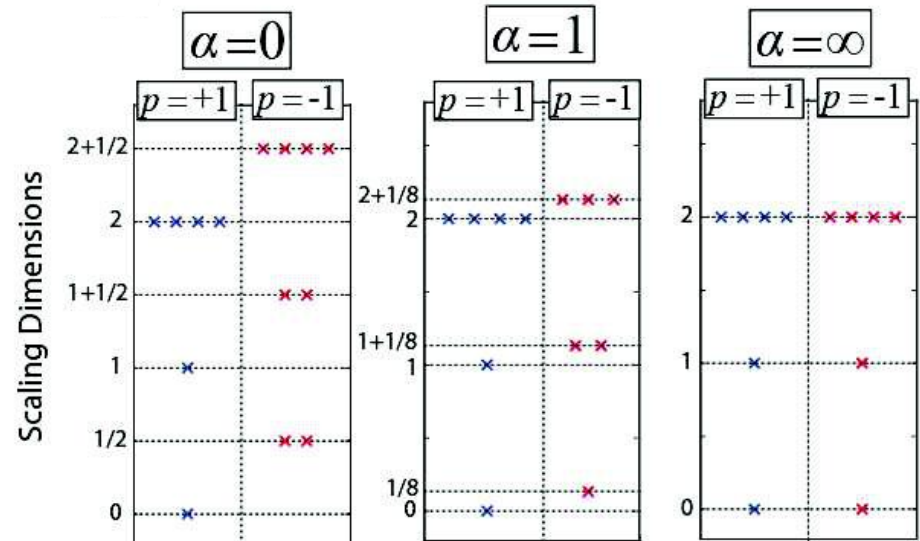 α=0
α=1
α=∞
p=+1
p=-1
p=+1
p=-1
p=+1
p=-1
Scaling Dimensions
2+1/2
2
1+1/2
1
1/2
0
2+1/8
2
1+1/8
1
1/8
0
2
1
0